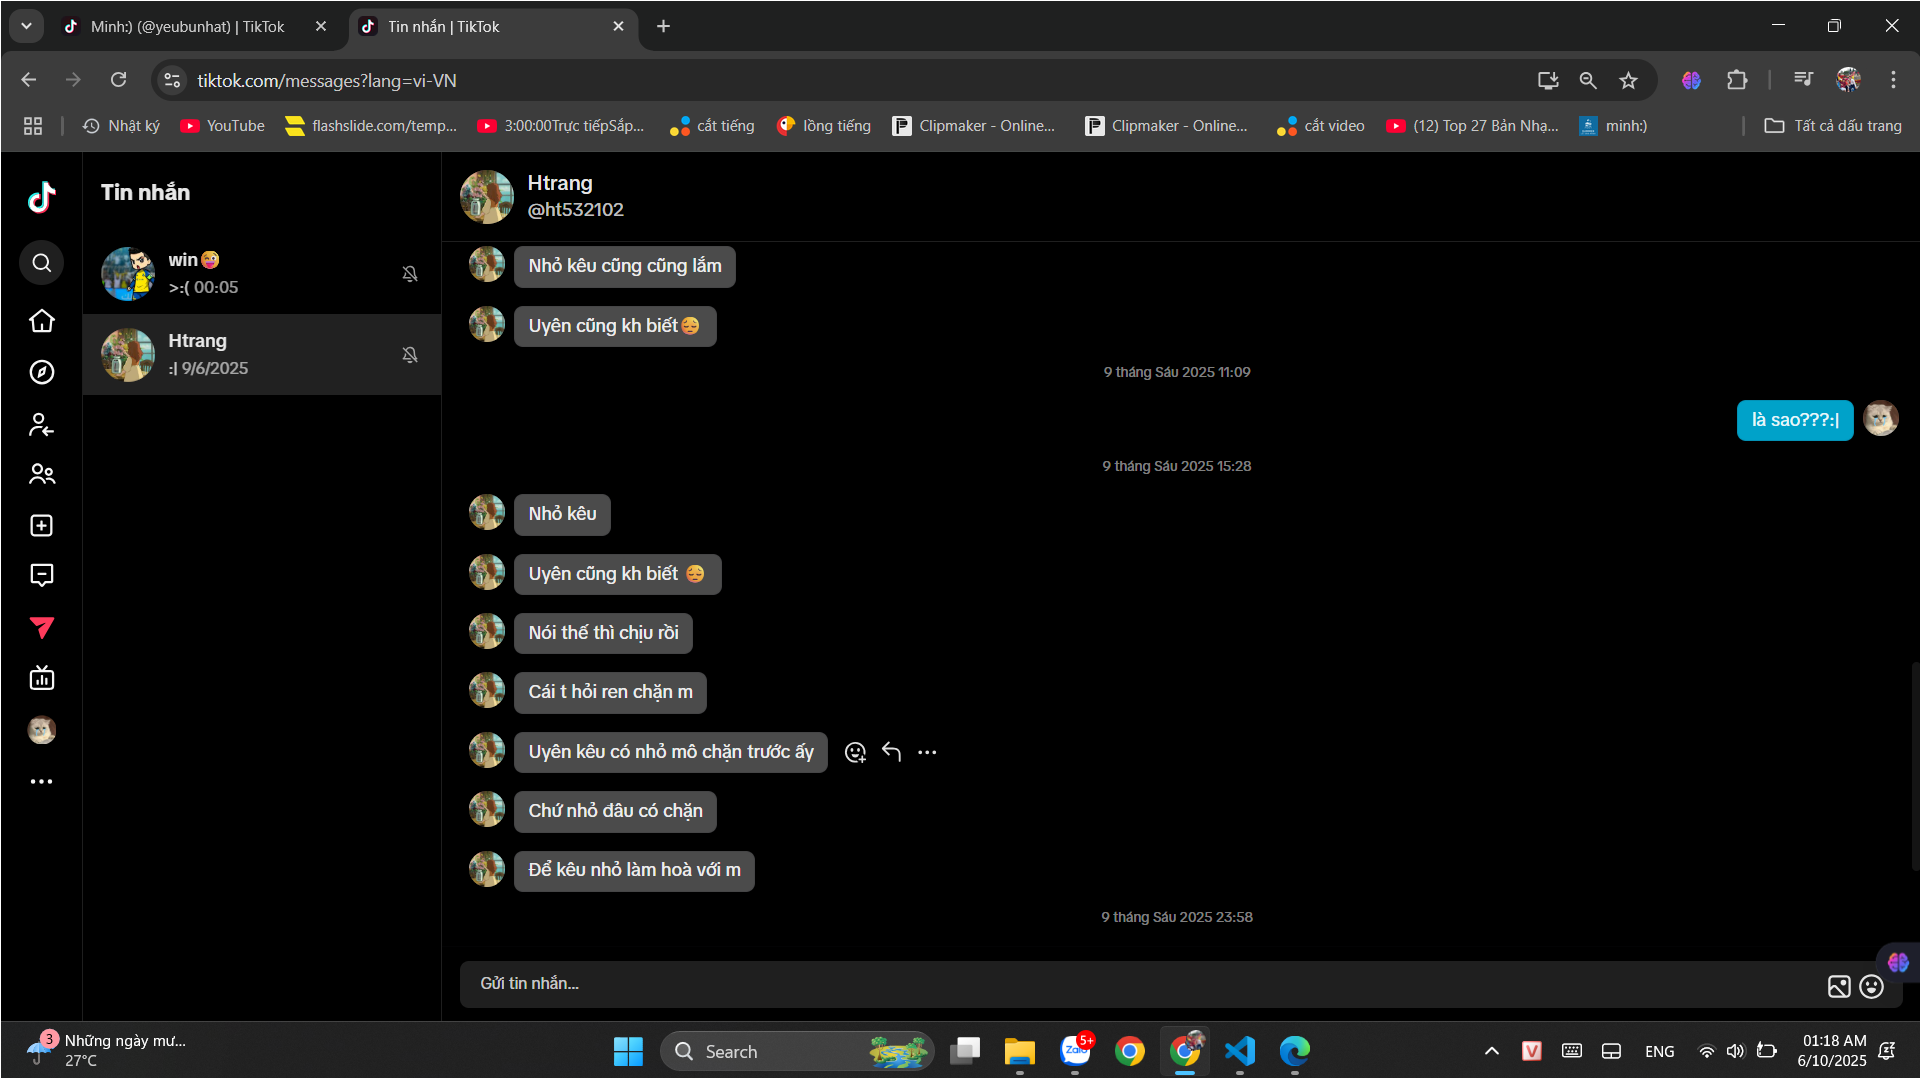 Minh:) (@yeubunhat) | TikTok
Tin nhắn | TikTok
tiktok.com/messages?lang=vi-VN
Nhật ký
YouTube
flashslide.com/temp...
3:00:00Trực tiếpSắp...
cắt tiếng
lồng tiếng
Clipmaker - Online...
Clipmaker - Online...
cắt video
(12) Top 27 Bản Nhạ...
minh:)
Tất cả dấu trang
Tin nhắn
win
>:( 00:05
Htrang
:| 9/6/2025
Htrang
@ht532102
Nhỏ kêu cũng cũng lắm
Uyên cũng kh biết😔
9 tháng Sáu 2025 11:09
là sao???:|
9 tháng Sáu 2025 15:28
Nhỏ kêu
Uyên cũng kh biết 😔
Nói thế thì chịu rồi
Cái t hỏi ren chặn m
Uyên kêu có nhỏ mô chặn trước ấy
Chứ nhỏ đâu có chặn
Để kêu nhỏ làm hoà với m
9 tháng Sáu 2025 23:58
Gửi tin nhắn...
3
Những ngày mư...
27°C
Search
Zalo
5+
V
ENG
01:18 AM
6/10/2025